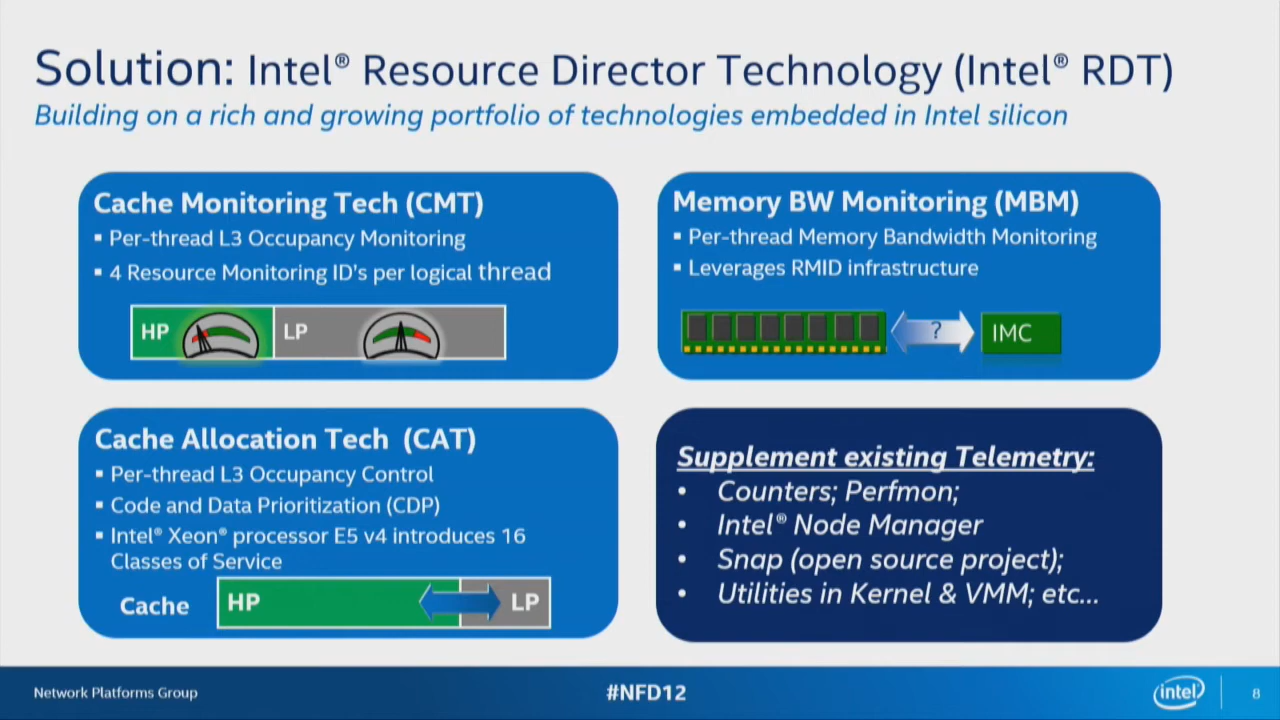 Solution: Intel® Resource Director Technology (Intel® RDT)
Building on a rich and growing portfolio of technologies embedded in Intel silicon
Cache Monitoring Tech (CMT)
▪ Per-thread L3 Occupancy Monitoring
▪ 4 Resource Monitoring ID's per logical thread
HP
LP
Memory BW Monitoring (MBM)
▪ Per-thread Memory Bandwidth Monitoring
▪ Leverages RMID infrastructure
?
IMC
Cache Allocation Tech (CAT)
▪ Per-thread L3 Occupancy Control
▪ Code and Data Prioritization (CDP)
▪ Intel® Xeon® processor E5 v4 introduces 16
Classes of Service
Cache
HP
LP
Supplement existing Telemetry:
• Counters; Perfmon;
• Intel® Node Manager
• Snap (open source project);
• Utilities in Kernel & VMM; etc...
Network Platforms Group
#NFD12
intel
8